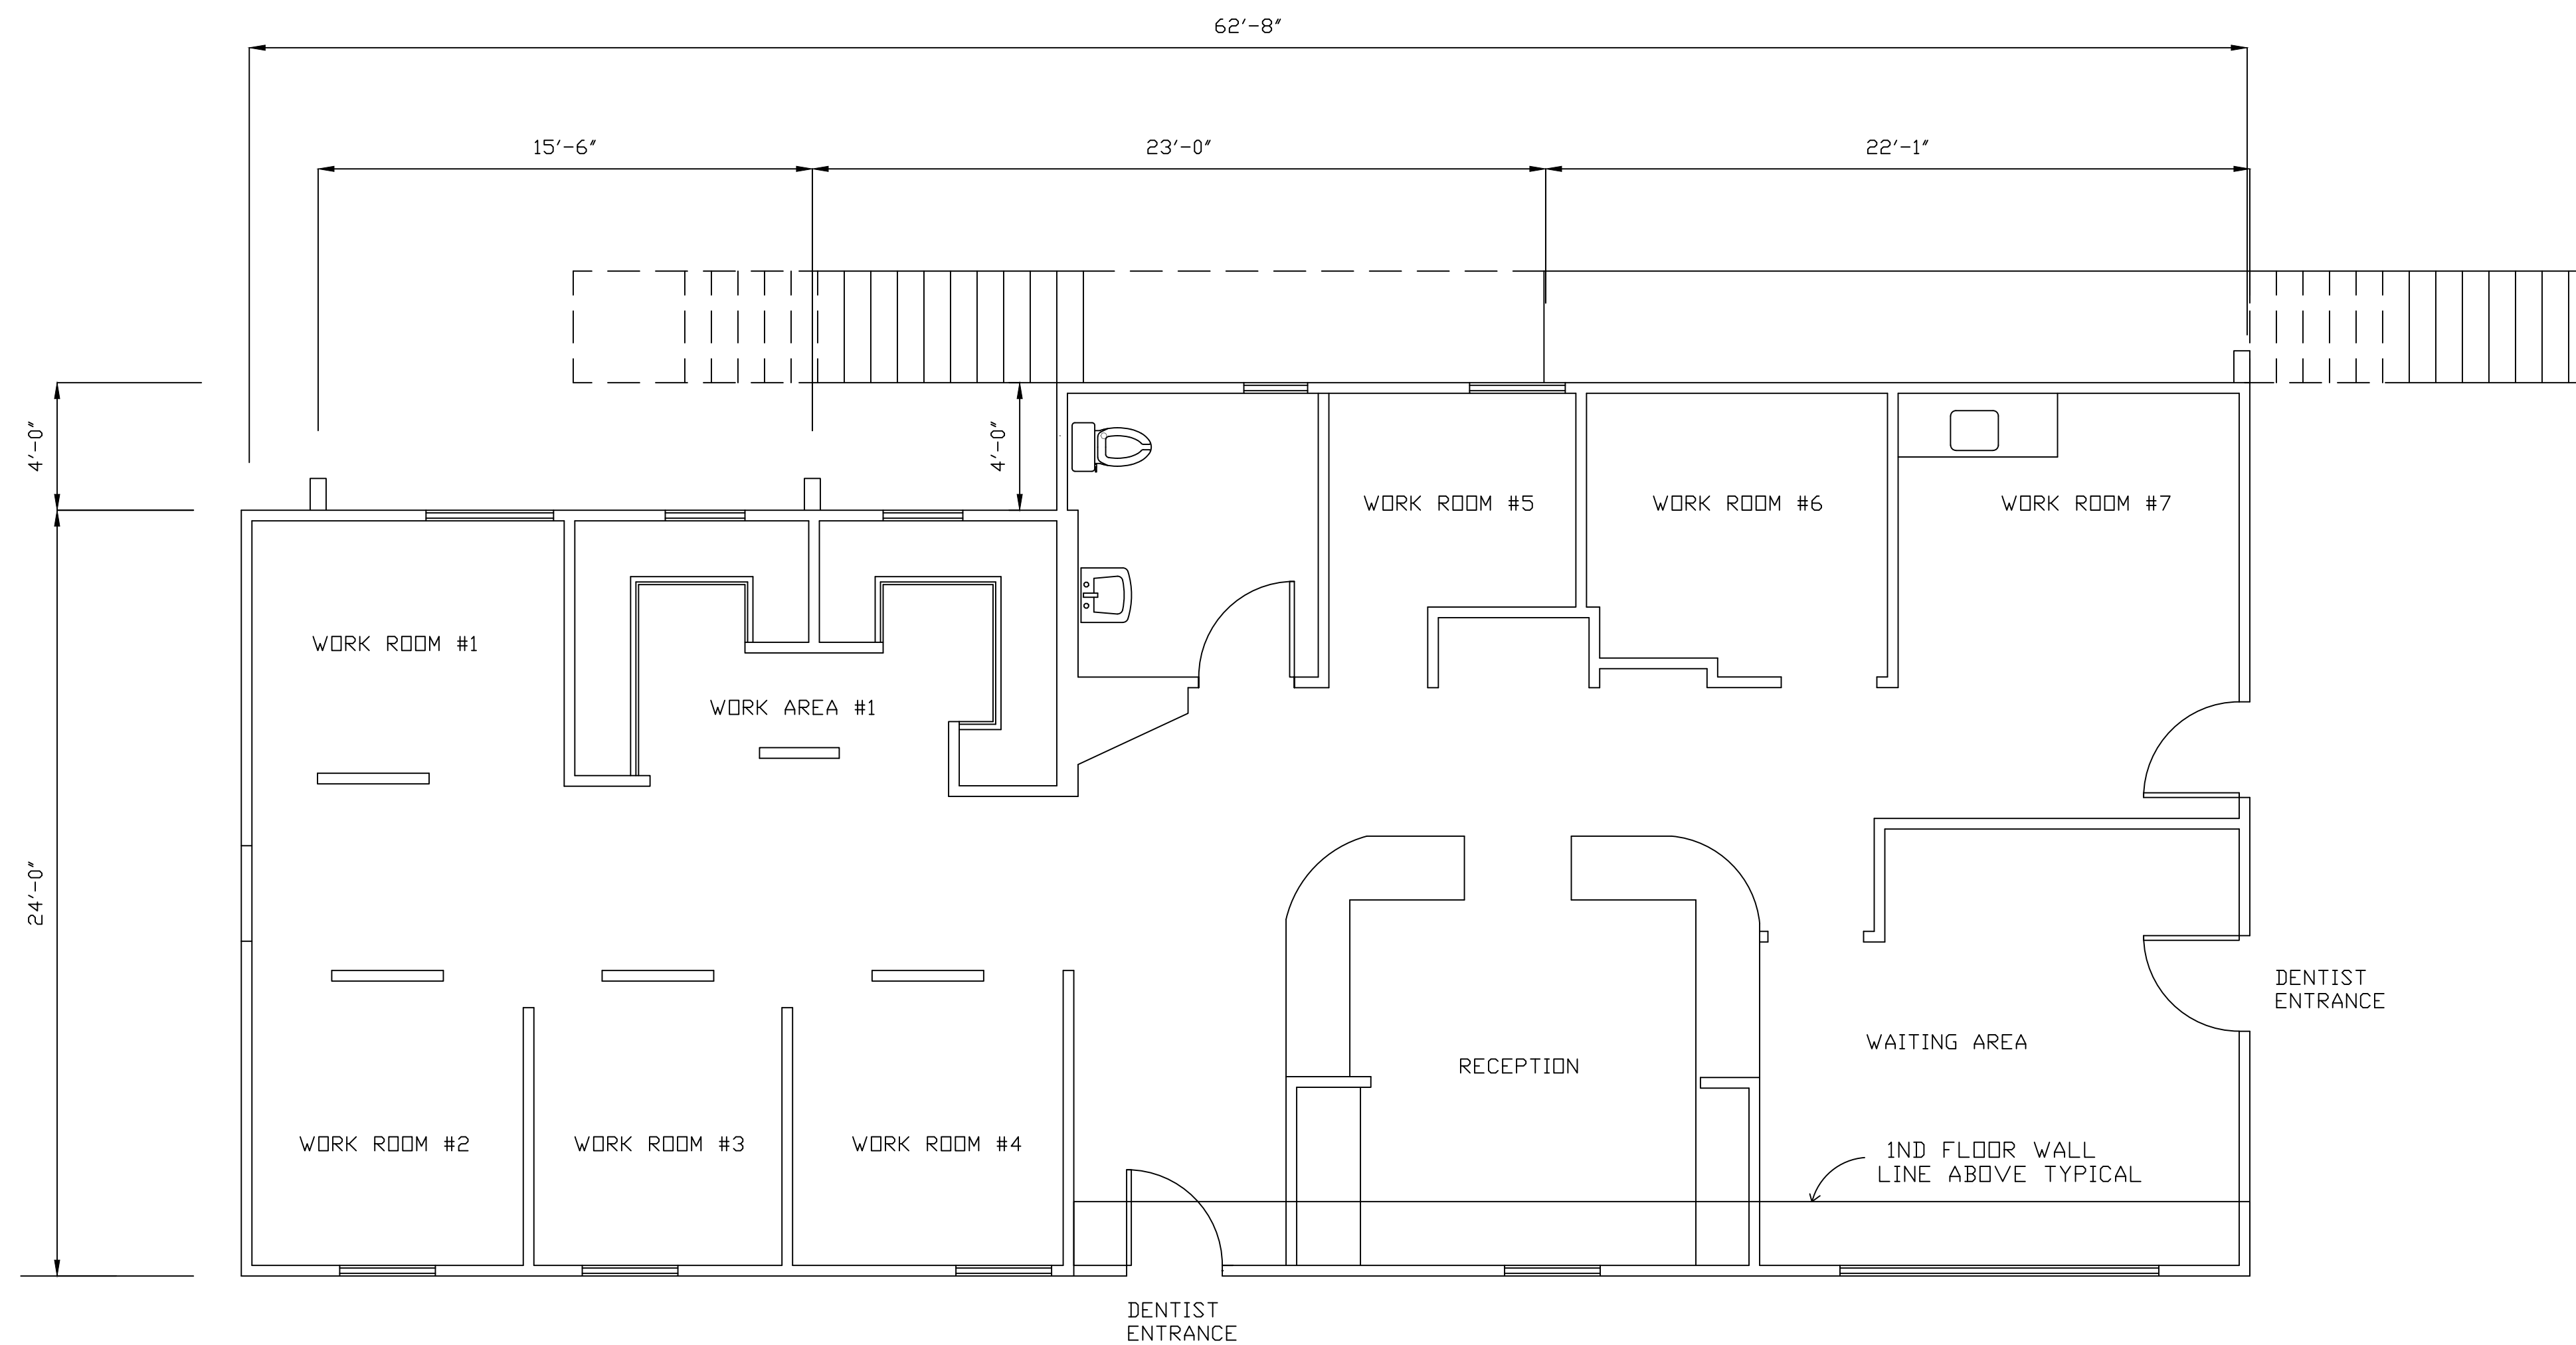 62'-8"
15'-6"
23'-0"
22'-1"
4'-0"
4'-0"
WORK ROOM #5
WORK ROOM #6
WORK ROOM #7
WORK ROOM #1
WORK AREA #1
24'-0"
DENTIST
ENTRANCE
WAITING AREA
RECEPTION
WORK ROOM #2
WORK ROOM #3
WORK ROOM #4
1ND FLOOR WALL
LINE ABOVE TYPICAL
DENTIST
ENTRANCE